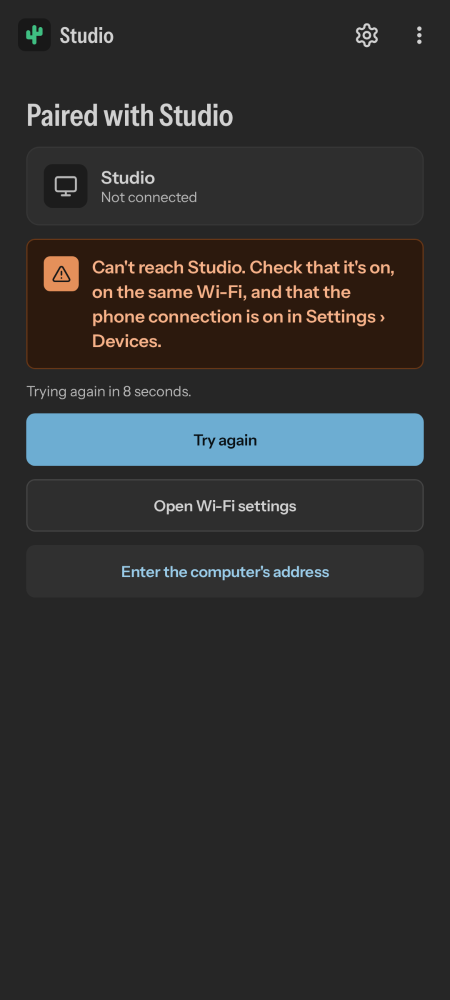 Studio
Paired with Studio
Studio
Not connected
Can't reach Studio. Check that it's on,
on the same Wi-Fi, and that the
phone connection is on in Settings ›
Devices.
Trying again in 8 seconds.
Try again
Open Wi-Fi settings
Enter the computer's address